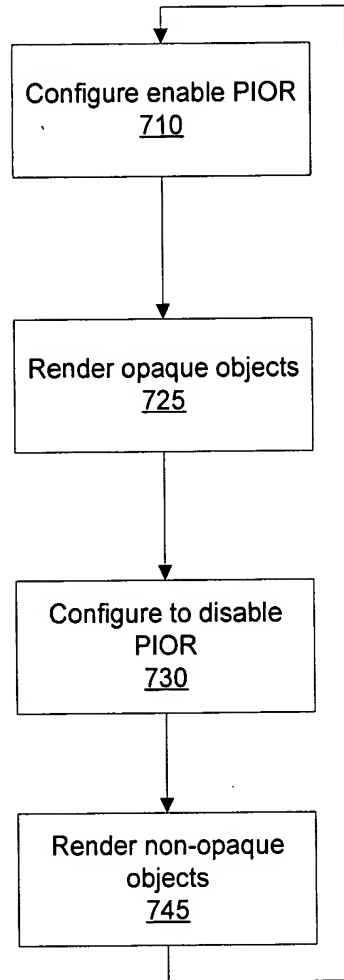 Configure enable PIOR
710
Render opaque objects
725
Configure to disable
PIOR
730
Render non-opaque
objects
745